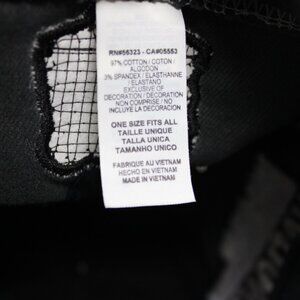 RN#56323 - CA#05553
97% COTTON / COTON /
ALGODON
3% SPANDEX / ELASTHANNE
/ ELASTANO
EXCLUSIVE OF
DECORATION / DECORATION
NON COMPRISE / NO
INCLUYE LA DECORACION
ONE SIZE FITS ALL
TAILLE UNIQUE
TALLA UNICA
TAMANHO UNICO
FABRIQUE AU VIETNAM
HECHO EN VIETNAM
MADE IN VIETNAM